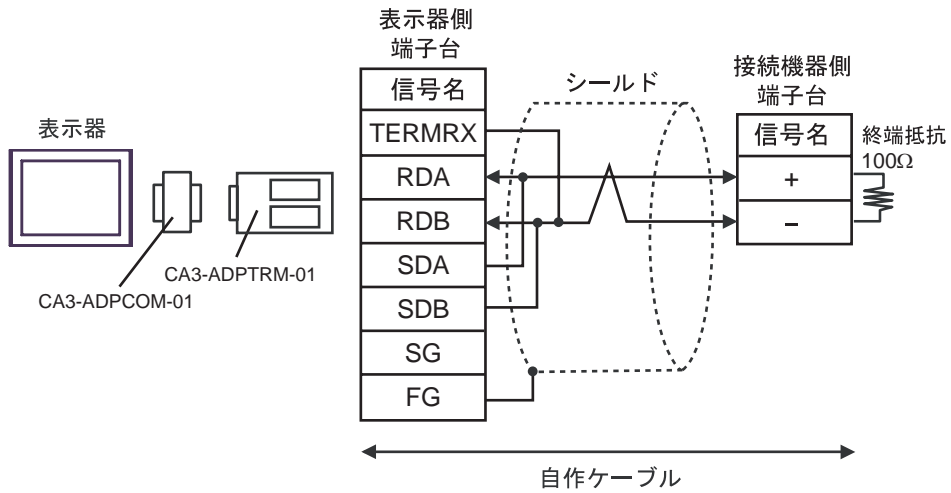 表示器
CA3-ADPCOM-01
CA3-ADPTRM-01
表示器側
端子台
信号名
TERMRX
RDA
RDB
SDA
SDB
SG
FG
シールド
接続機器側
端子台
信号名
+
−
終端抵抗
100Ω
自作ケーブル